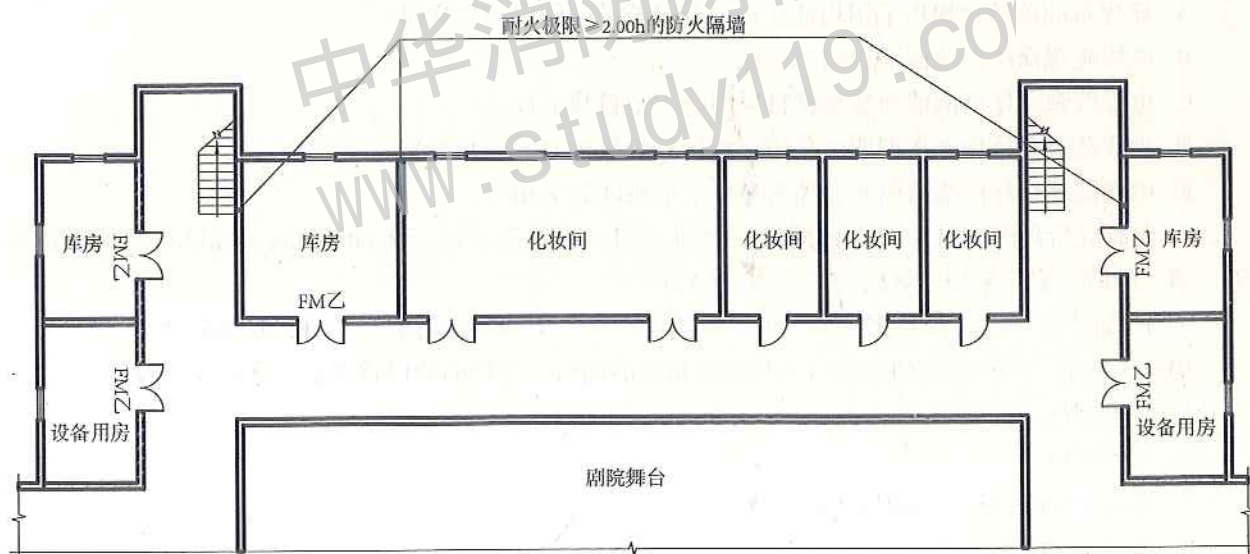 耐火极限≥2.00h的防火隔墙
中华消防
www.study119.co
库房
FM乙
库房
FM乙
化妆间
化妆间
化妆间
化妆间
FM乙
库房
设备用房
FM乙
FM乙
设备用房
剧院舞台